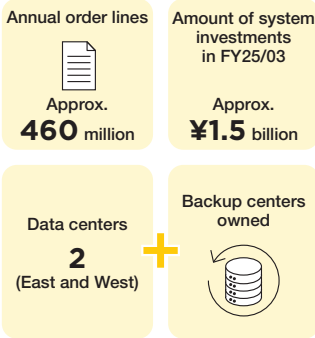 Annual order lines
Approx.
460 million
Amount of system
investments
in FY25/03
Approx.
¥1.5 billion
Data centers
2
(East and West)
+
Backup centers
owned